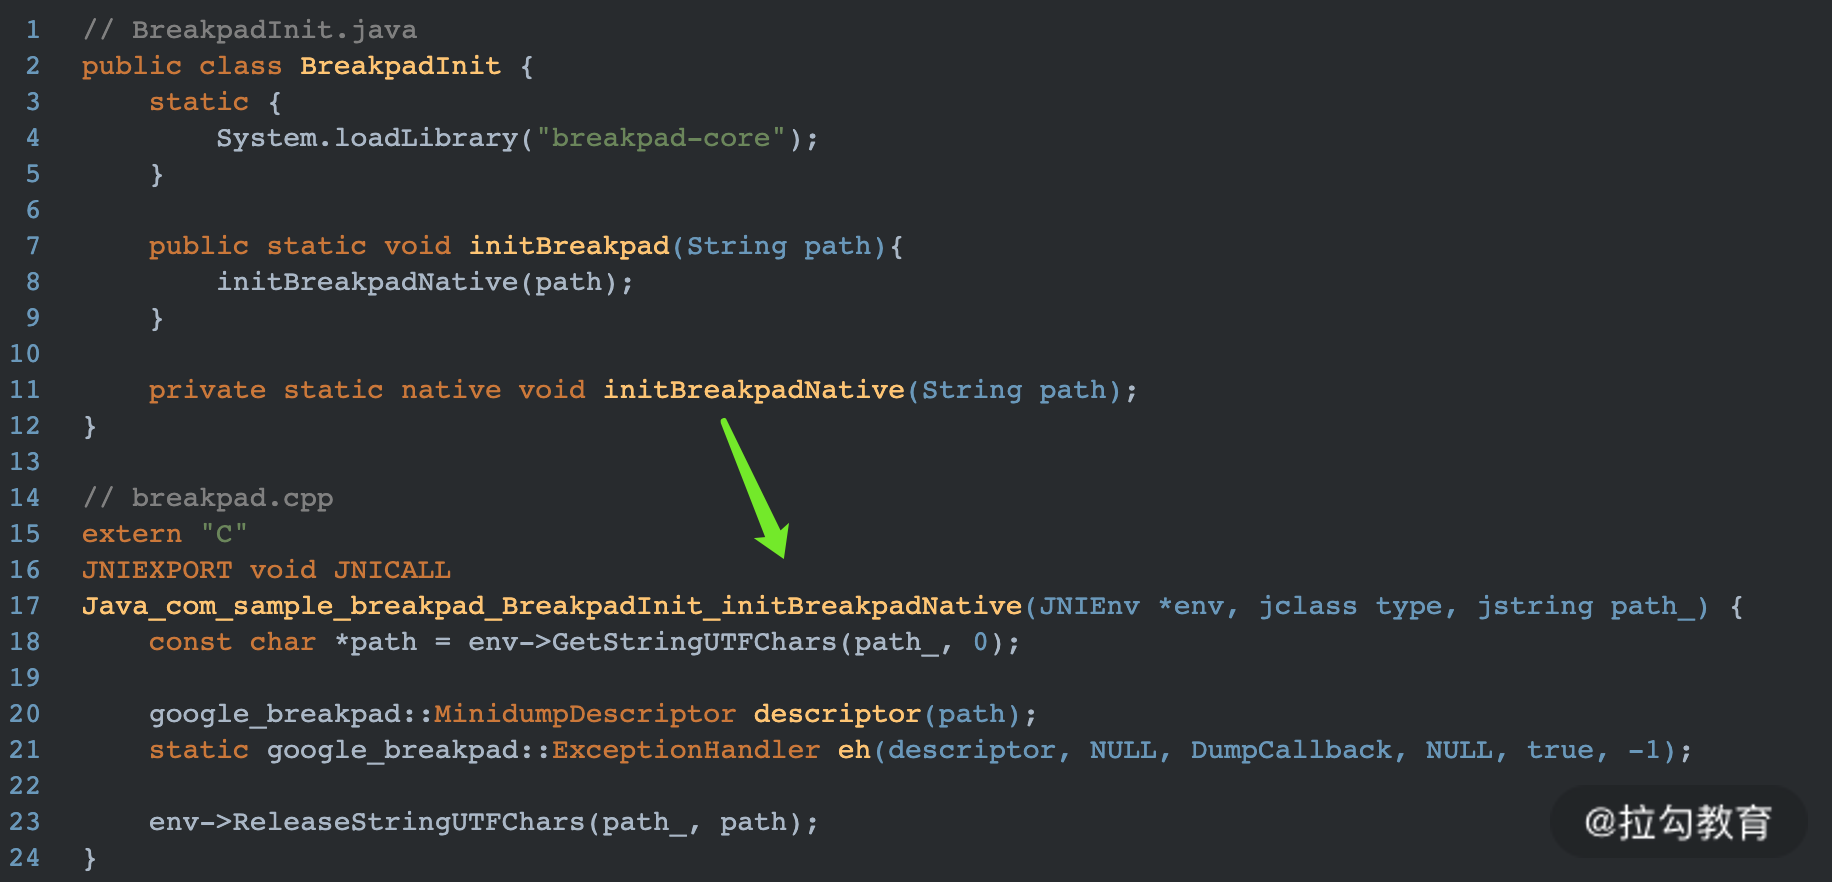 1 // BreakpadInit.java
2 public class BreakpadInit {
3     static {
4         System.loadLibrary("breakpad-core");
5     }
6
7     public static void initBreakpad(String path){
8         initBreakpadNative(path);
9     }
10
11     private static native void initBreakpadNative(String path);
12 }
13
14 // breakpad.cpp
15 extern "C"
16 JNIEXPORT void JNICALL
17 Java_com_sample_breakpad_BreakpadInit_initBreakpadNative(JNIEnv *env, jclass type, jstring path_) {
18     const char *path = env->GetStringUTFChars(path_, 0);
19
20     google_breakpad::MinidumpDescriptor descriptor(path);
21     static google_breakpad::ExceptionHandler eh(descriptor, NULL, DumpCallback, NULL, true, -1);
22
23     env->ReleaseStringUTFChars(path_, path);
24 }
@拉勾教育